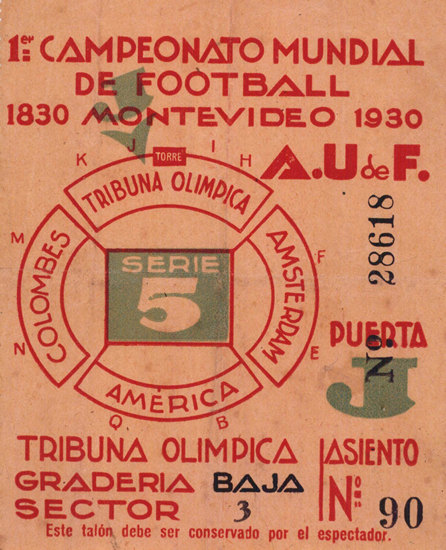 1er CAMPEONATO MUNDIAL
DE FOOTBALL
1830 MONTEVIDEO 1930
J
K J I H
TORRE
A.U de F.
TRIBUNA OLIMPICA
M
COLOMBES
N
AMSTERDAM
F
E
SERIE
5
AMÉRICA
Q B
No. 28618
PUERTA
J
TRIBUNA OLIMPICA
GRADERIA BAJA
SECTOR 3
ASIENTO
No. 90
Este talón debe ser conservado por el espectador.